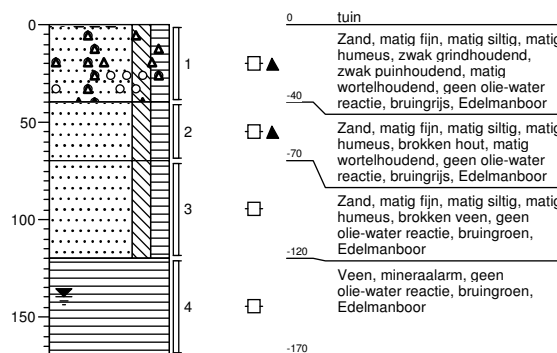 0
50
100
150
1
2
3
4
0 tuin
Zand, matig fijn, matig siltig, matig
humeus, zwak grindhoudend,
zwak puinhoudend, matig
wortelhoudend, geen olie-water
reactie, bruingrijs, Edelmanboor
-40
Zand, matig fijn, matig siltig, matig
humeus, brokken hout, matig
wortelhoudend, geen olie-water
reactie, bruingrijs, Edelmanboor
-70
Zand, matig fijn, matig siltig, matig
humeus, brokken veen, geen
olie-water reactie, bruingroen,
Edelmanboor
-120
Veen, mineraalarm, geen
olie-water reactie, bruingroen,
Edelmanboor
-170